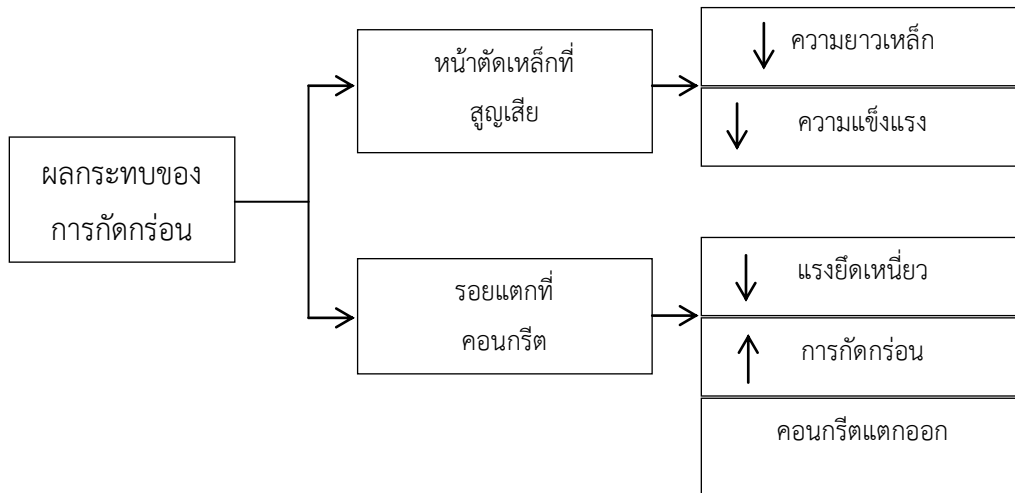 ผลกระทบของ
การกัดกร่อน
หน้าตัดเหล็กที่
สูญเสีย
ความยาวเหล็ก
ความแข็งแรง
รอยแตกที่
คอนกรีต
แรงยึดเหนี่ยว
การกัดกร่อน
คอนกรีตแตกออก